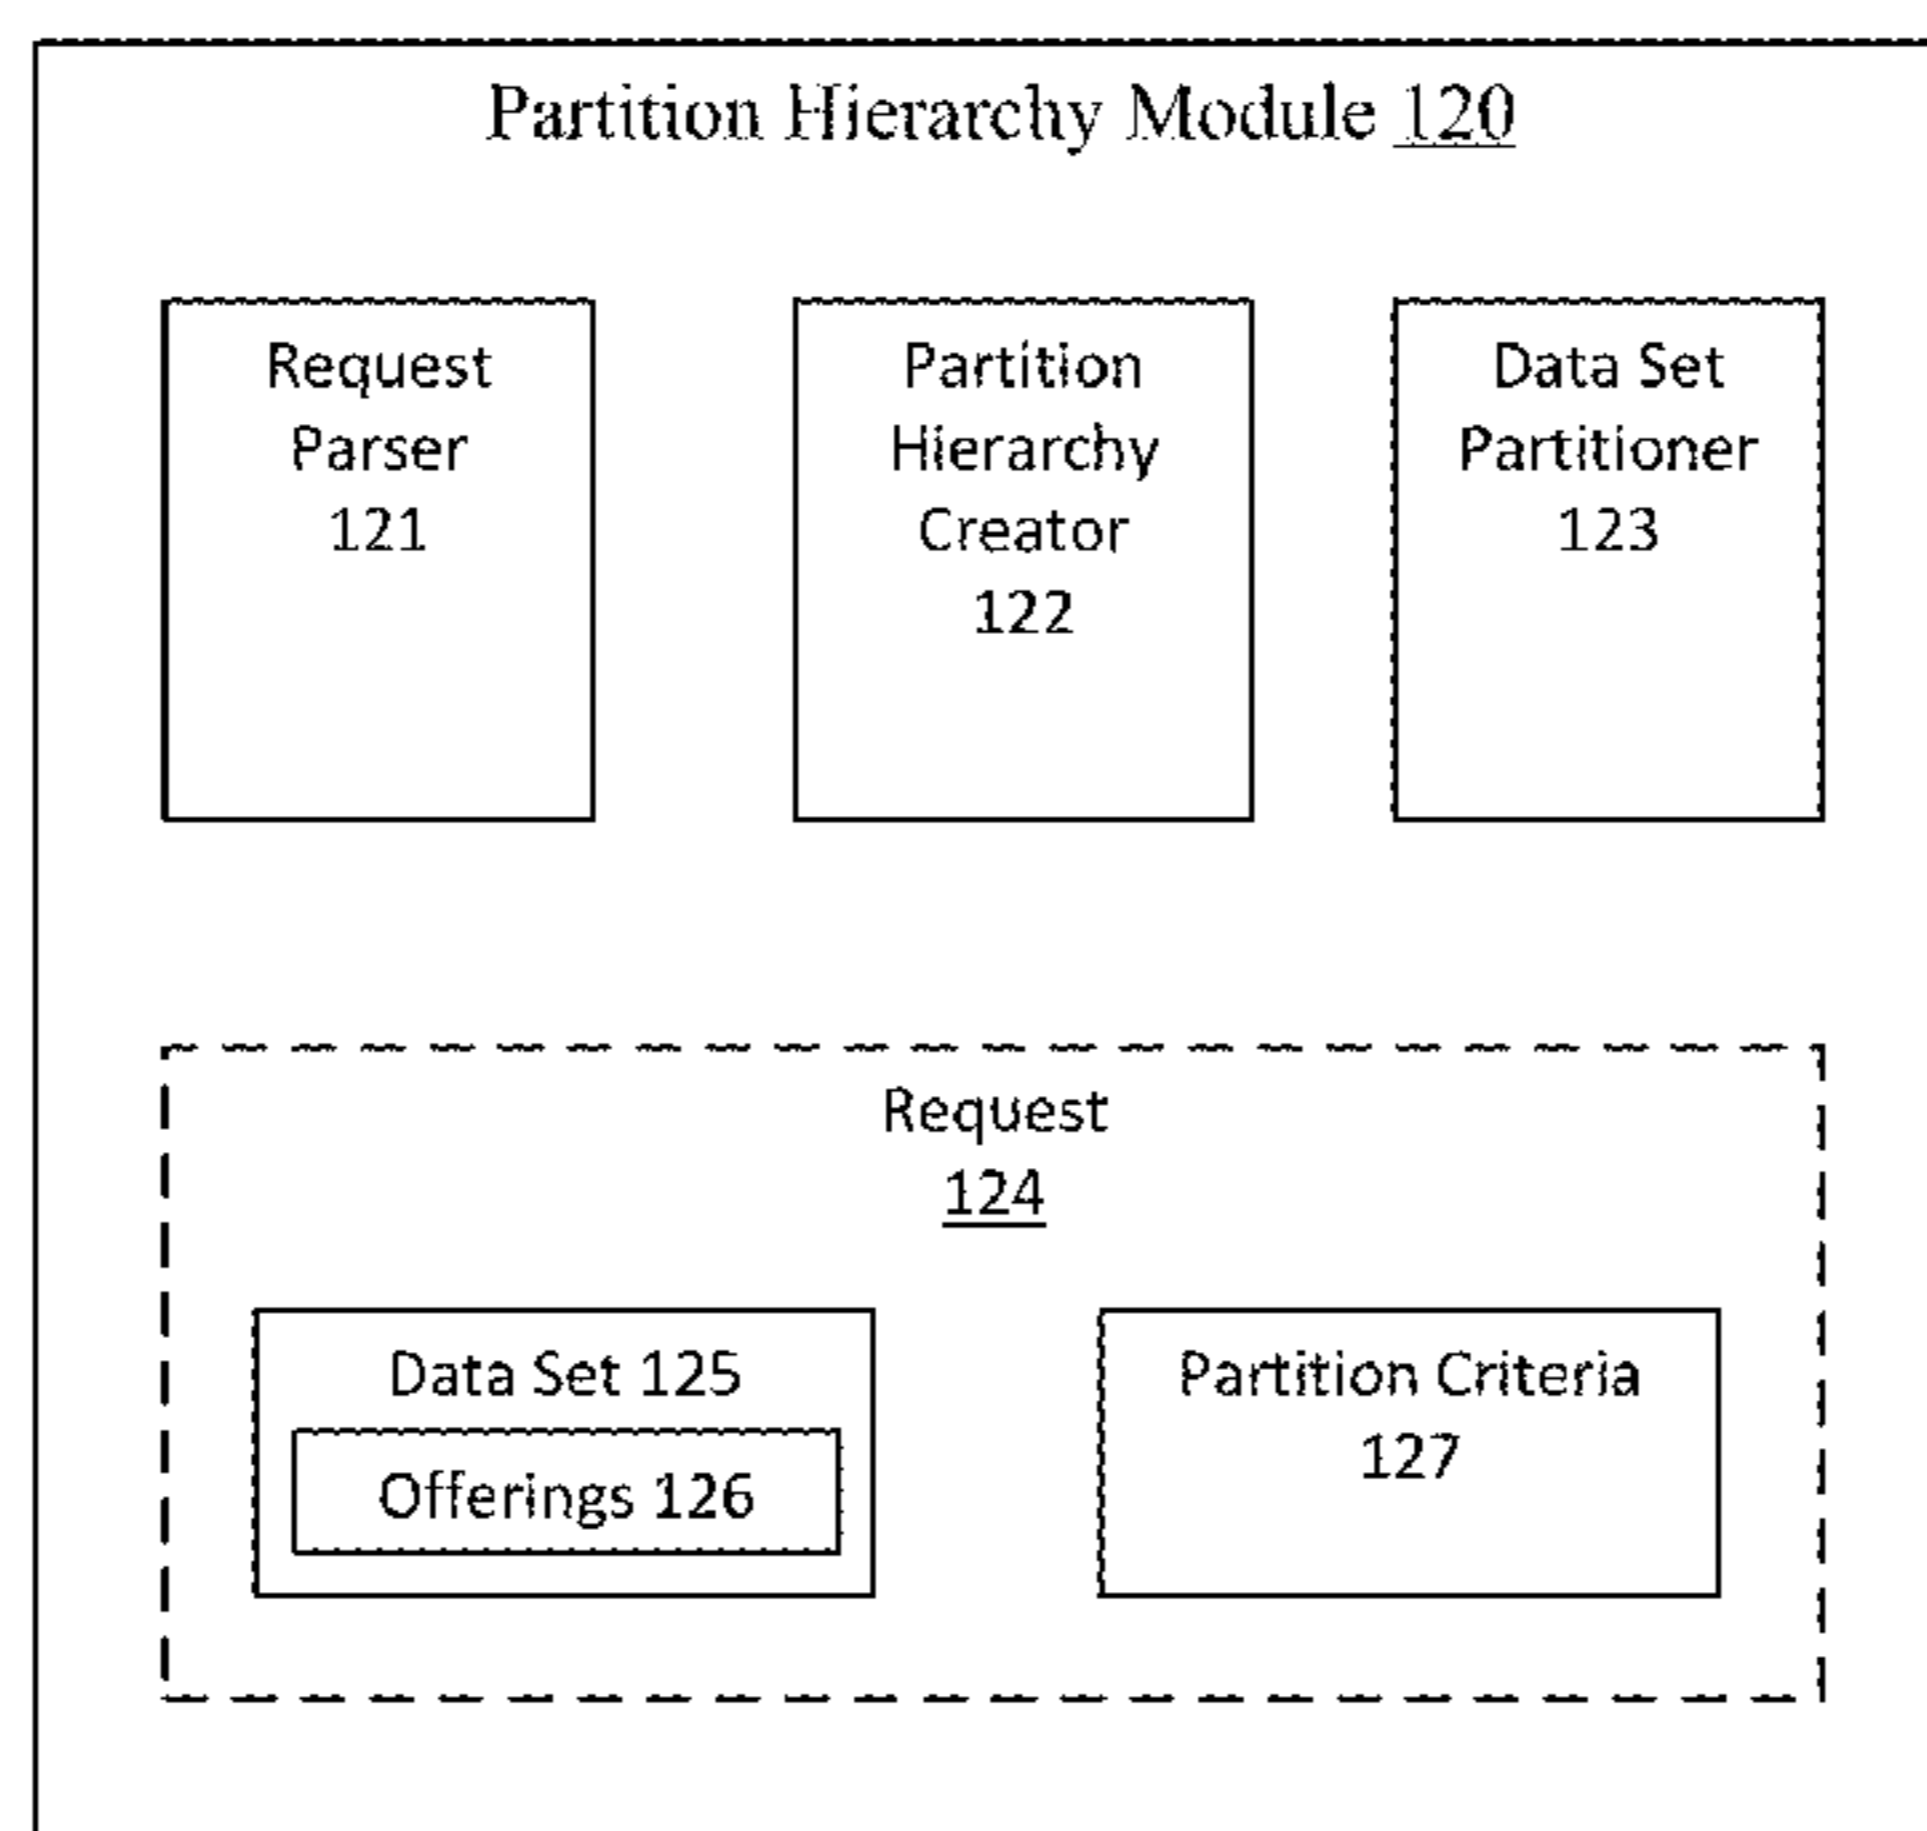 Partition Hierarchy Module 120
Request
Parser
121
Partition
Hierarchy
Creator
122
Data Set
Partitioner
123
Request
124
Data Set 125
Offerings 126
Partition Criteria
127